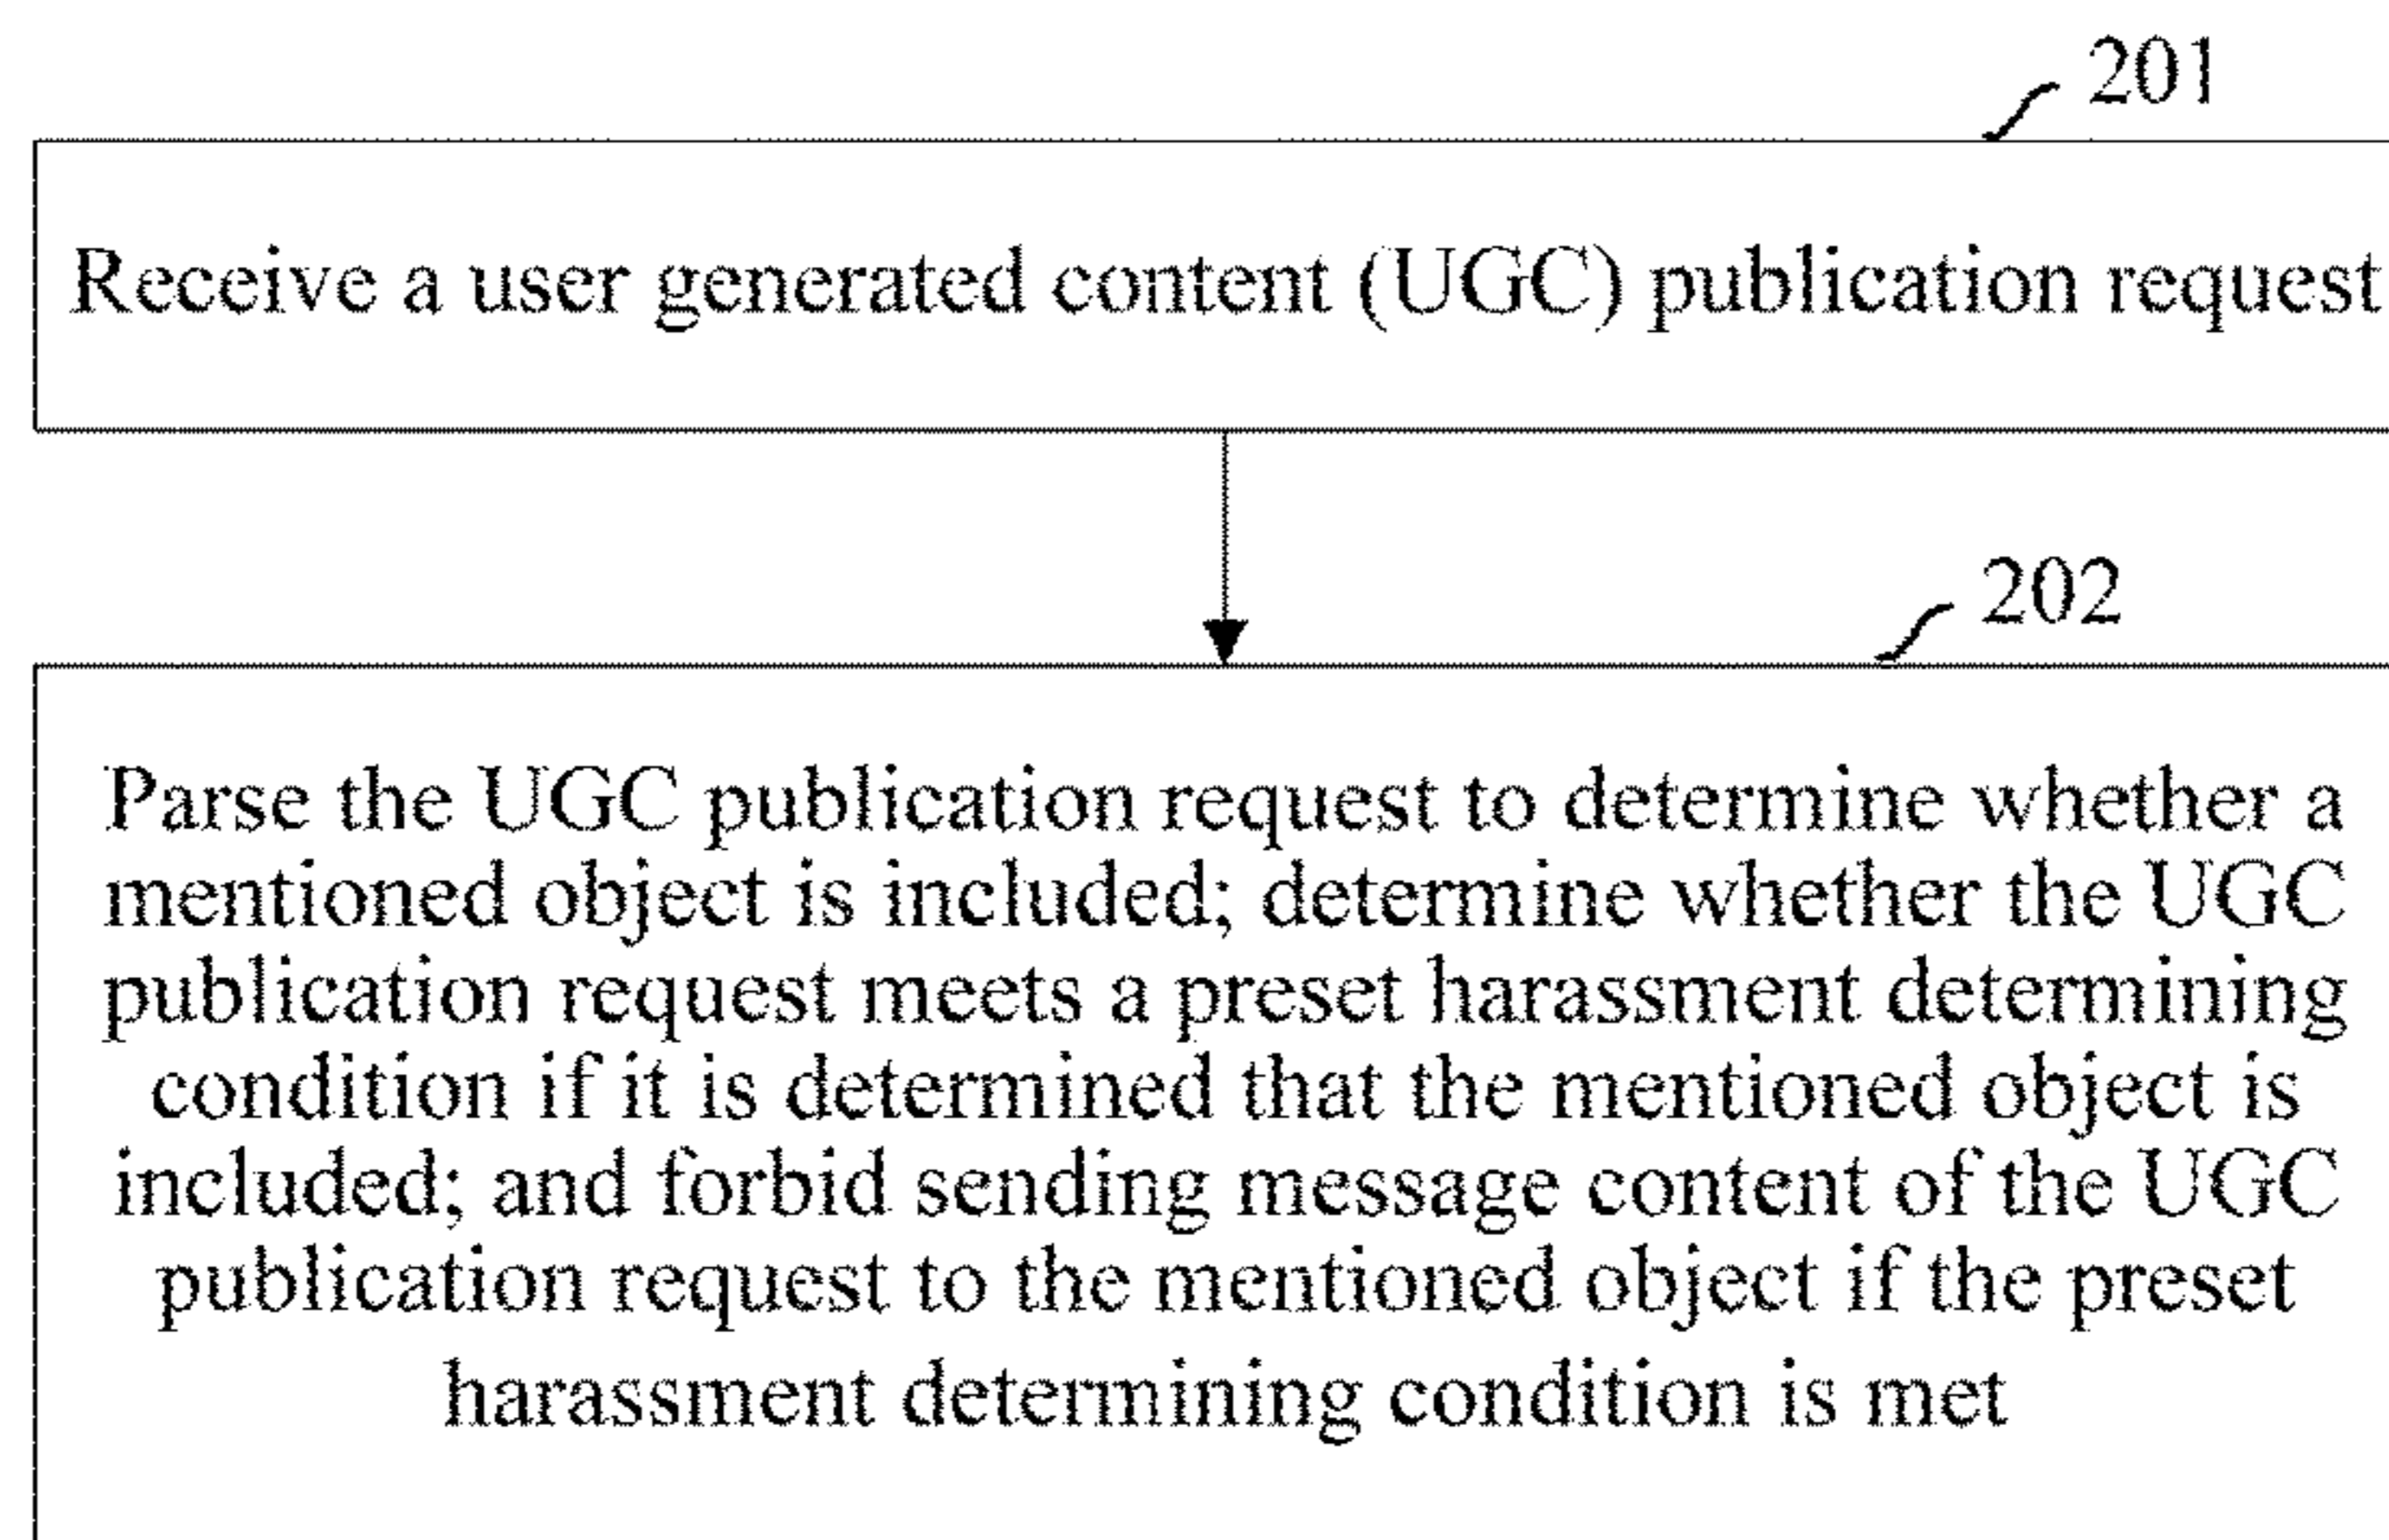 201
Receive a user generated content (UGC) publication request
202
Parse the UGC publication request to determine whether a
mentioned object is included; determine whether the UGC
publication request meets a preset harassment determining
condition if it is determined that the mentioned object is
included; and forbid sending message content of the UGC
publication request to the mentioned object if the preset
harassment determining condition is met